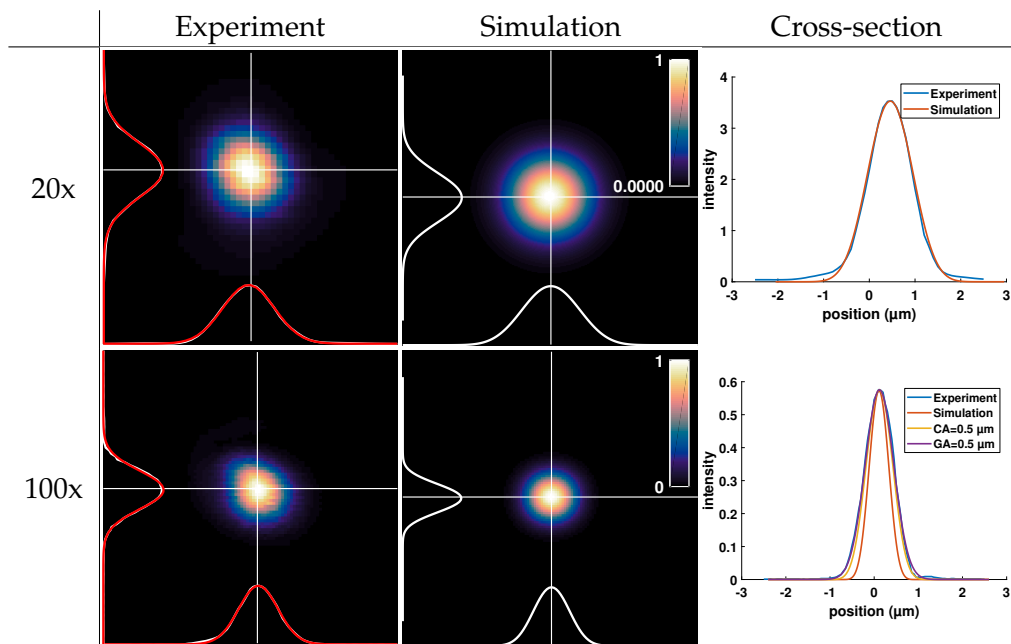 Experiment Simulation Cross-section
20x
1
0.0000
4
3
2
1
0
intensity
-3 -2 -1 0 1 2 3
position (µm)
Experiment
Simulation
100x
1
0
0.6
0.5
0.4
0.3
0.2
0.1
0
intensity
-3 -2 -1 0 1 2 3
position (µm)
Experiment
Simulation
CA=0.5 µm
GA=0.5 µm